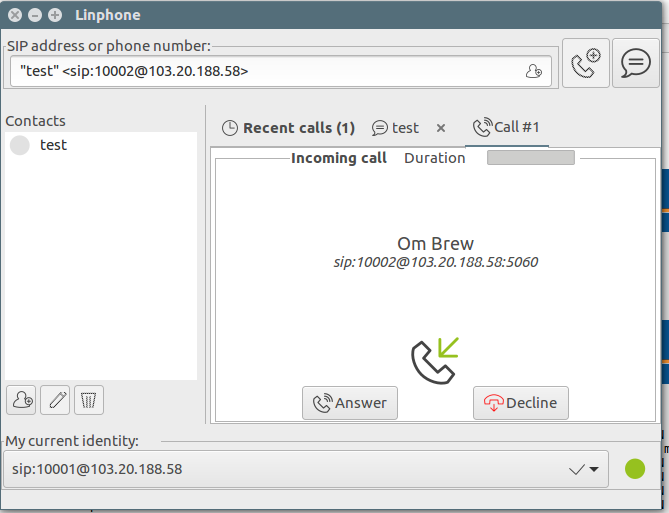 Linphone
SIP address or phone number:
"test" <sip:10002@103.20.188.58>
Contacts
test
Recent calls (1) test × Call #1
Incoming call Duration
Om Brew
sip:10002@103.20.188.58:5060
Answer Decline
My current identity:
sip:10001@103.20.188.58